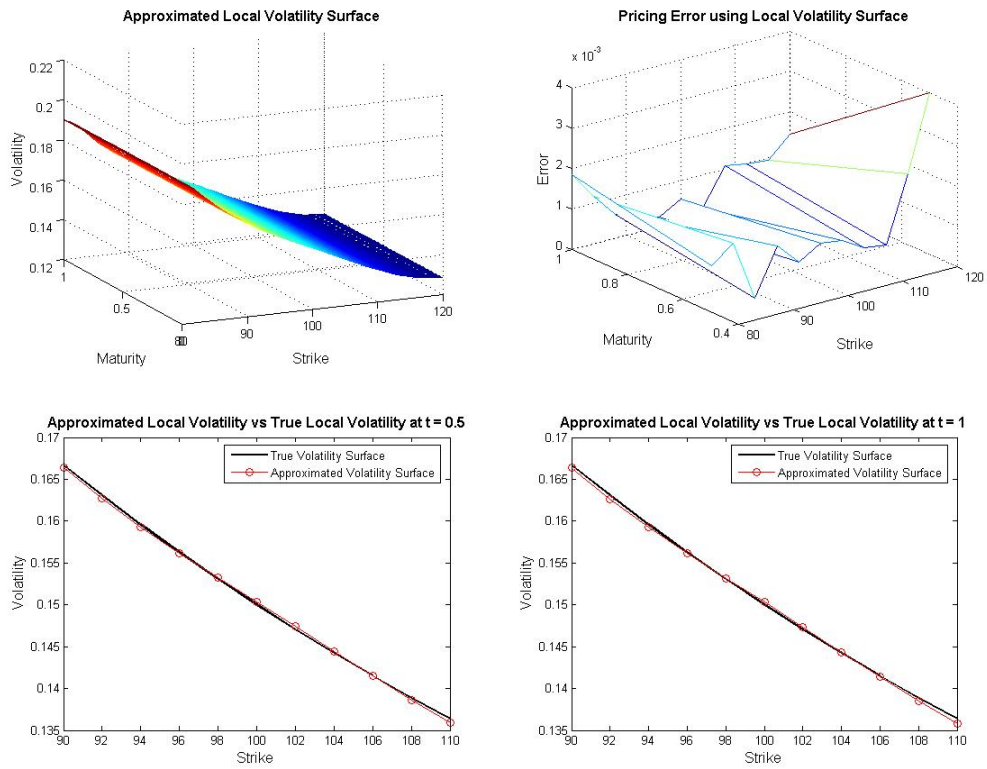 Approximated Local Volatility Surface
0.22
0.2
0.18
0.16
0.14
0.12
Volatility
1
0.5
Maturity
90
100
110
120
Strike
Pricing Error using Local Volatility Surface
x 10-3
4
3
2
1
0
Error
1
0.8
0.6
0.4
Maturity
80
90
100
110
120
Strike
Approximated Local Volatility vs True Local Volatility at t = 0.5
0.17
0.165
0.16
0.155
0.15
0.145
0.14
0.135
Volatility
True Volatility Surface
Approximated Volatility Surface
90 92 94 96 98 100 102 104 106 108 110
Strike
Approximated Local Volatility vs True Local Volatility at t = 1
0.17
0.165
0.16
0.155
0.15
0.145
0.14
0.135
Volatility
True Volatility Surface
Approximated Volatility Surface
90 92 94 96 98 100 102 104 106 108 110
Strike